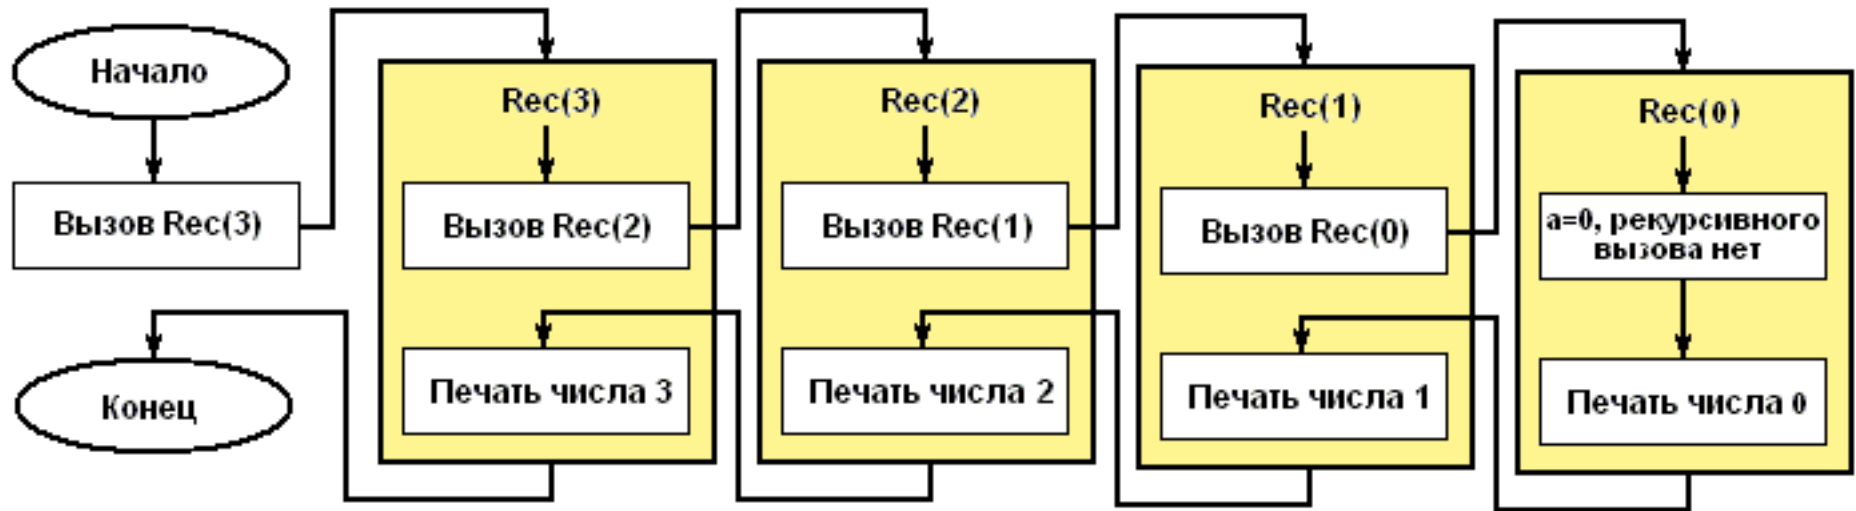 Начало
Вызов Rec(3)
Rec(3)
Вызов Rec(2)
Печать числа 3
Rec(2)
Вызов Rec(1)
Печать числа 2
Rec(1)
Вызов Rec(0)
Печать числа 1
Rec(0)
a=0, рекурсивного
вызова нет
Печать числа 0
Конец